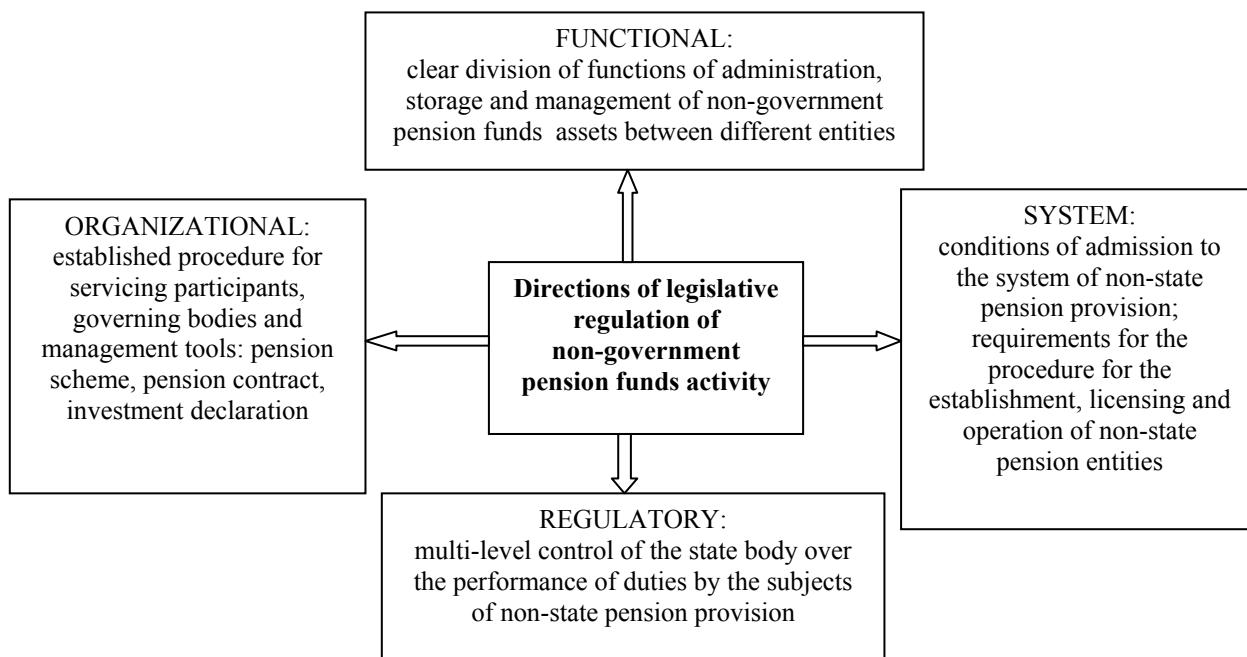 FUNCTIONAL:
clear division of functions of administration,
storage and management of non-government
pension funds assets between different entities
ORGANIZATIONAL:
established procedure for
servicing participants,
governing bodies and
management tools: pension
scheme, pension contract,
investment declaration
Directions of legislative
regulation of
non-government
pension funds activity
SYSTEM:
conditions of admission to
the system of non-state
pension provision;
requirements for the
procedure for the
establishment, licensing and
operation of non-state
pension entities
REGULATORY:
multi-level control of the state body over
the performance of duties by the subjects
of non-state pension provision